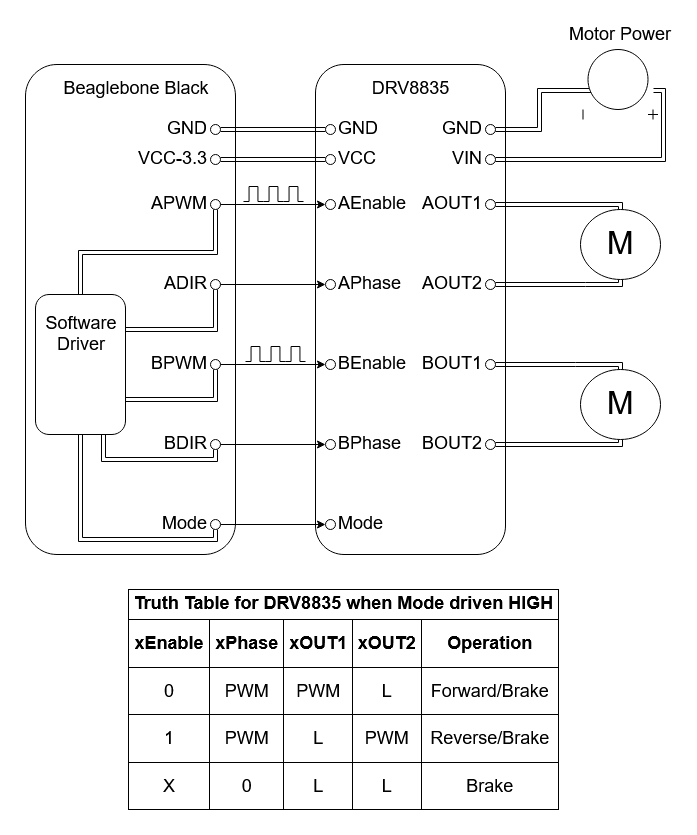 Motor Power
Beaglebone Black
DRV8835
GND
GND
GND
VCC-3.3
VCC
VIN
− +
APWM
AEnable
AOUT1
M
ADIR
APhase
AOUT2
Software
Driver
BPWM
BEnable
BOUT1
M
BDIR
BPhase
BOUT2
Mode
Mode
Truth Table for DRV8835 when Mode driven HIGH
xEnable xPhase xOUT1 xOUT2 Operation
0 PWM PWM L Forward/Brake
1 PWM L PWM Reverse/Brake
X 0 L L Brake